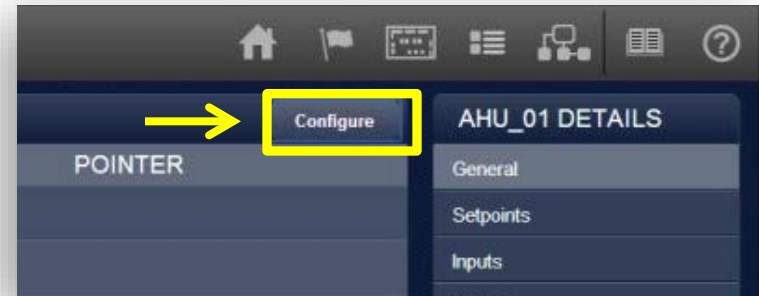 Configure
AHU_01 DETAILS
POINTER
General
Setpoints
Inputs